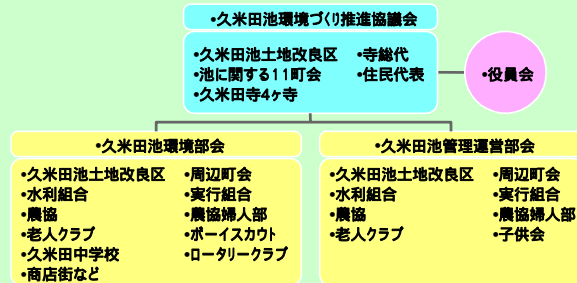 •久米田池環境づくり推進協議会
•久米田池土地改良区 •寺総代
•池に関する11町会 •住民代表
•久米田寺4ヶ寺
•役員会
•久米田池環境部会
•久米田池土地改良区 •周辺町会
•水利組合 •実行組合
•農協 •農協婦人部
•老人クラブ •ボーイスカウト
•久米田中学校 •ロータリークラブ
•商店街など
•久米田池管理運営部会
•久米田池土地改良区 •周辺町会
•水利組合 •実行組合
•農協 •農協婦人部
•老人クラブ •子供会